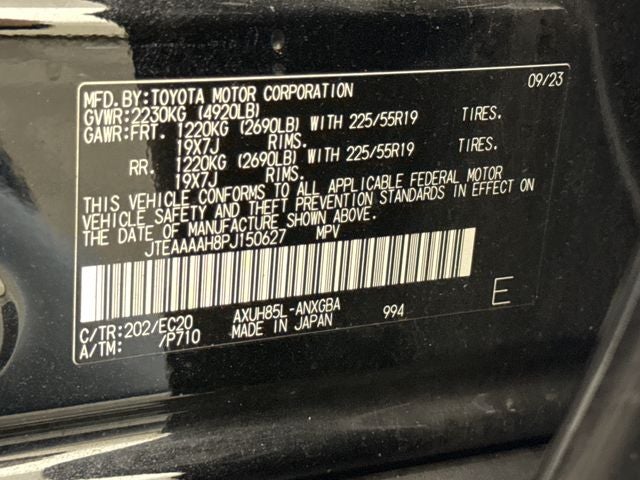 MFD.BY:TOYOTA MOTOR CORPORATION 09/23
GVWR:2230KG (4920LB)
GAWR:FRT. 1220KG (2690LB) WITH 225/55R19 TIRES.
19X7J RIMS.
RR. 1220KG (2690LB) WITH 225/55R19 TIRES.
19X7J RIMS.
THIS VEHICLE CONFORMS TO ALL APPLICABLE FEDERAL MOTOR
VEHICLE SAFETY AND THEFT PREVENTION STANDARDS IN EFFECT ON
THE DATE OF MANUFACTURE SHOWN ABOVE.
JTEAAAAH8PJ150627 MPV
E
C/TR:202/EC20 AXUH85L-ANXGBA 994
A/TM: /P710 MADE IN JAPAN